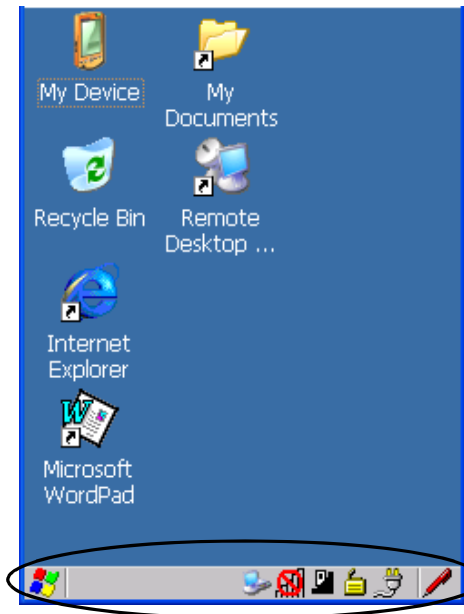 My Device
My
Documents
Recycle Bin
Remote
Desktop ...
Internet
Explorer
Microsoft
WordPad